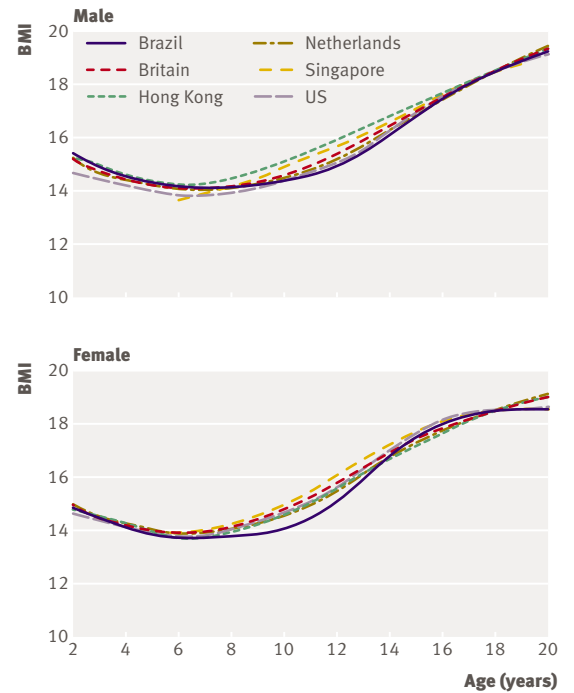 Male
BMI
20
18
16
14
12
10
Brazil
Britain
Hong Kong
Netherlands
Singapore
US
Female
BMI
20
18
16
14
12
10
2 4 6 8 10 12 14 16 18 20
Age (years)